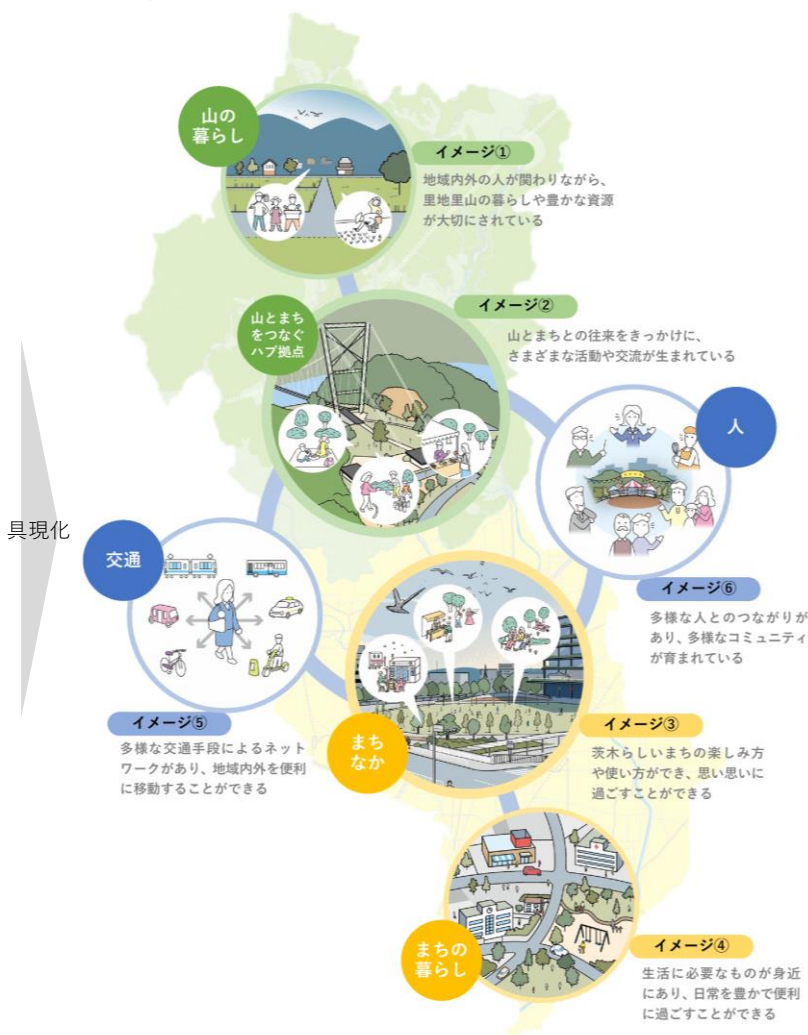 山の
暮らし
イメージ①
地域内外の人が関わりながら、
里地里山の暮らしや豊かな資源
が大切にされている
山とまち
をつなぐ
ハブ拠点
イメージ②
山とまちとの往来をきっかけに、
さまざまな活動や交流が生まれている
人
具現化
交通
イメージ⑥
多様な人とのつながりが
あり、多様なコミュニティ
が育まれている
イメージ⑤
多様な交通手段によるネット
ワークがあり、地域内外を便利
に移動することができる
まち
なか
イメージ③
茨木らしいまちの楽しみ方
や使い方ができ、思い思いに
過ごすことができる
まちの
暮らし
イメージ④
生活に必要なものが身近
にあり、日常を豊かで便利
に過ごすことができる